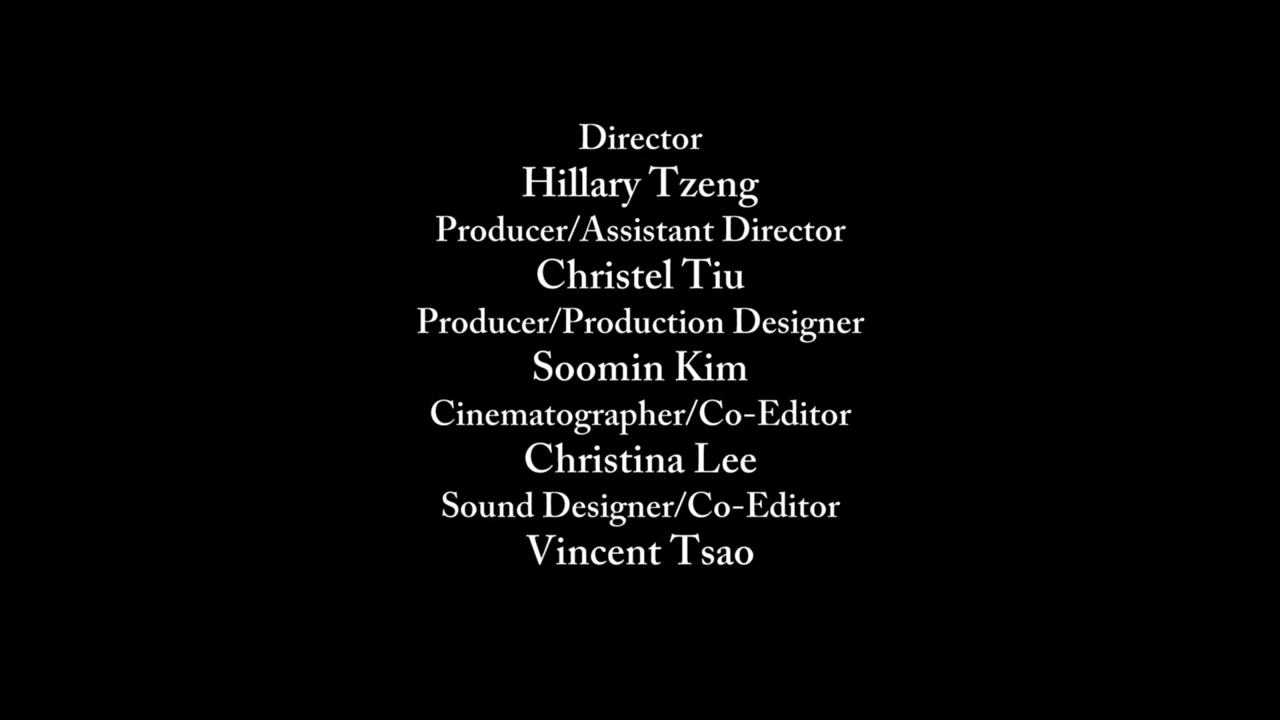 Director
Hillary Tzeng
Producer/Assistant Director
Christel Tiu
Producer/Production Designer
Soomin Kim
Cinematographer/Co-Editor
Christina Lee
Sound Designer/Co-Editor
Vincent Tsao